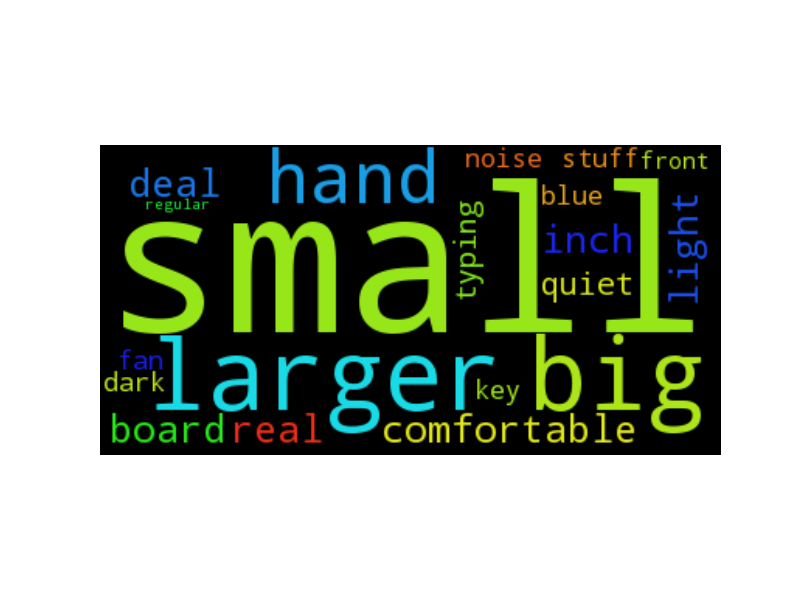 noise stuff front
deal hand
regular
blue
small
typing
inch
light
quiet
larger big
fan
dark
key
board real comfortable